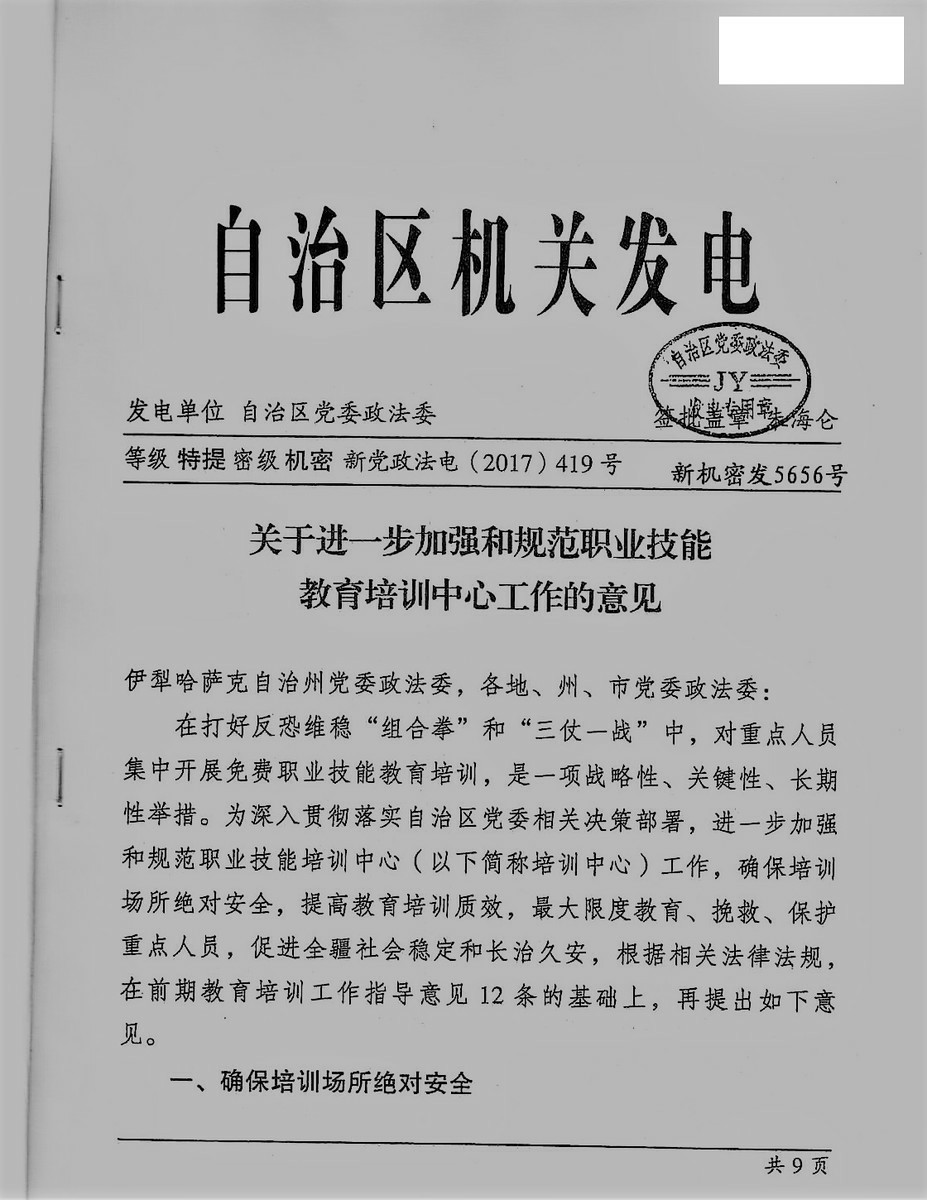 自治区机关发电
自治区党委政法委
JY
发电专用章
发电单位 自治区党委政法委 签批盖章 朱海仑
等级 特提 密级 机密 新党政法电（2017）419 号 新机密发5656号
关于进一步加强和规范职业技能
教育培训中心工作的意见
伊犁哈萨克自治州党委政法委，各地、州、市党委政法委：
在打好反恐维稳“组合拳”和“三仗一战”中，对重点人员
集中开展免费职业技能教育培训，是一项战略性、关键性、长期
性举措。为深入贯彻落实自治区党委相关决策部署，进一步加强
和规范职业技能培训中心（以下简称培训中心）工作，确保培训
场所绝对安全，提高教育培训质效，最大限度教育、挽救、保护
重点人员，促进全疆社会稳定和长治久安，根据相关法律法规，
在前期教育培训工作指导意见 12 条的基础上，再提出如下意
见。
一、确保培训场所绝对安全
共 9 页